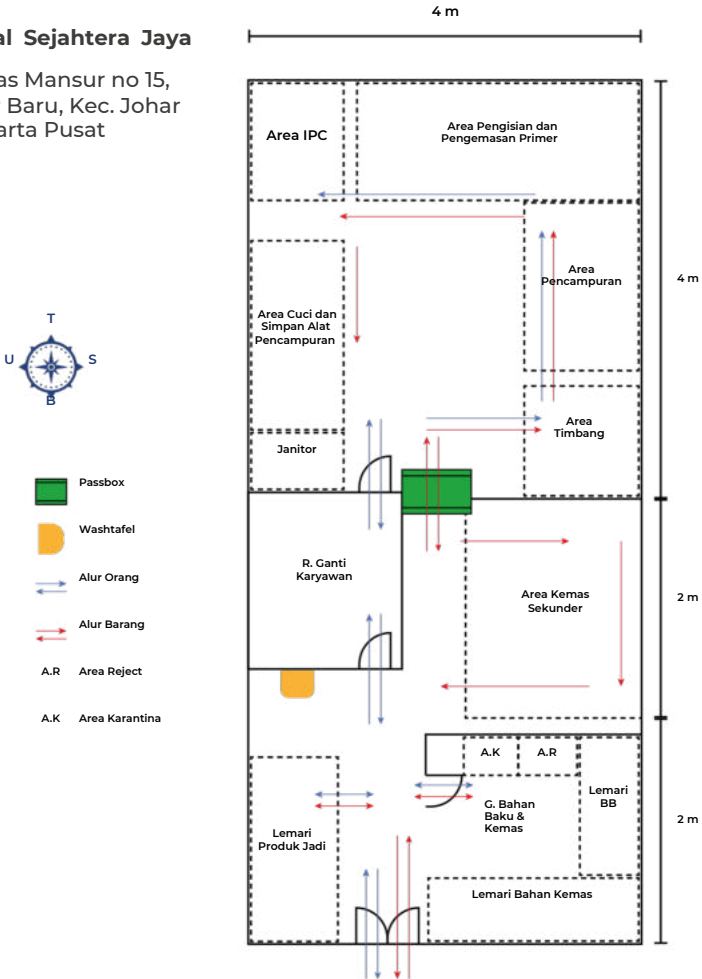 4 m
al Sejahtera Jaya
as Mansur no 15,
Baru, Kec. Johar
arta Pusat
Area IPC
Area Pengisian dan
Pengemasan Primer
Area
Pencampuran
4 m
Area Cuci dan
Simpan Alat
Pencampuran
T
U
S
B
Area
Timbang
Janitor
Passbox
Washtafel
Alur Orang
Alur Barang
A.R Area Reject
A.K Area Karantina
R. Ganti
Karyawan
Area Kemas
Sekunder
2 m
A.K
A.R
Lemari
BB
G. Bahan
Baku &
Kemas
2 m
Lemari
Produk Jadi
Lemari Bahan Kemas